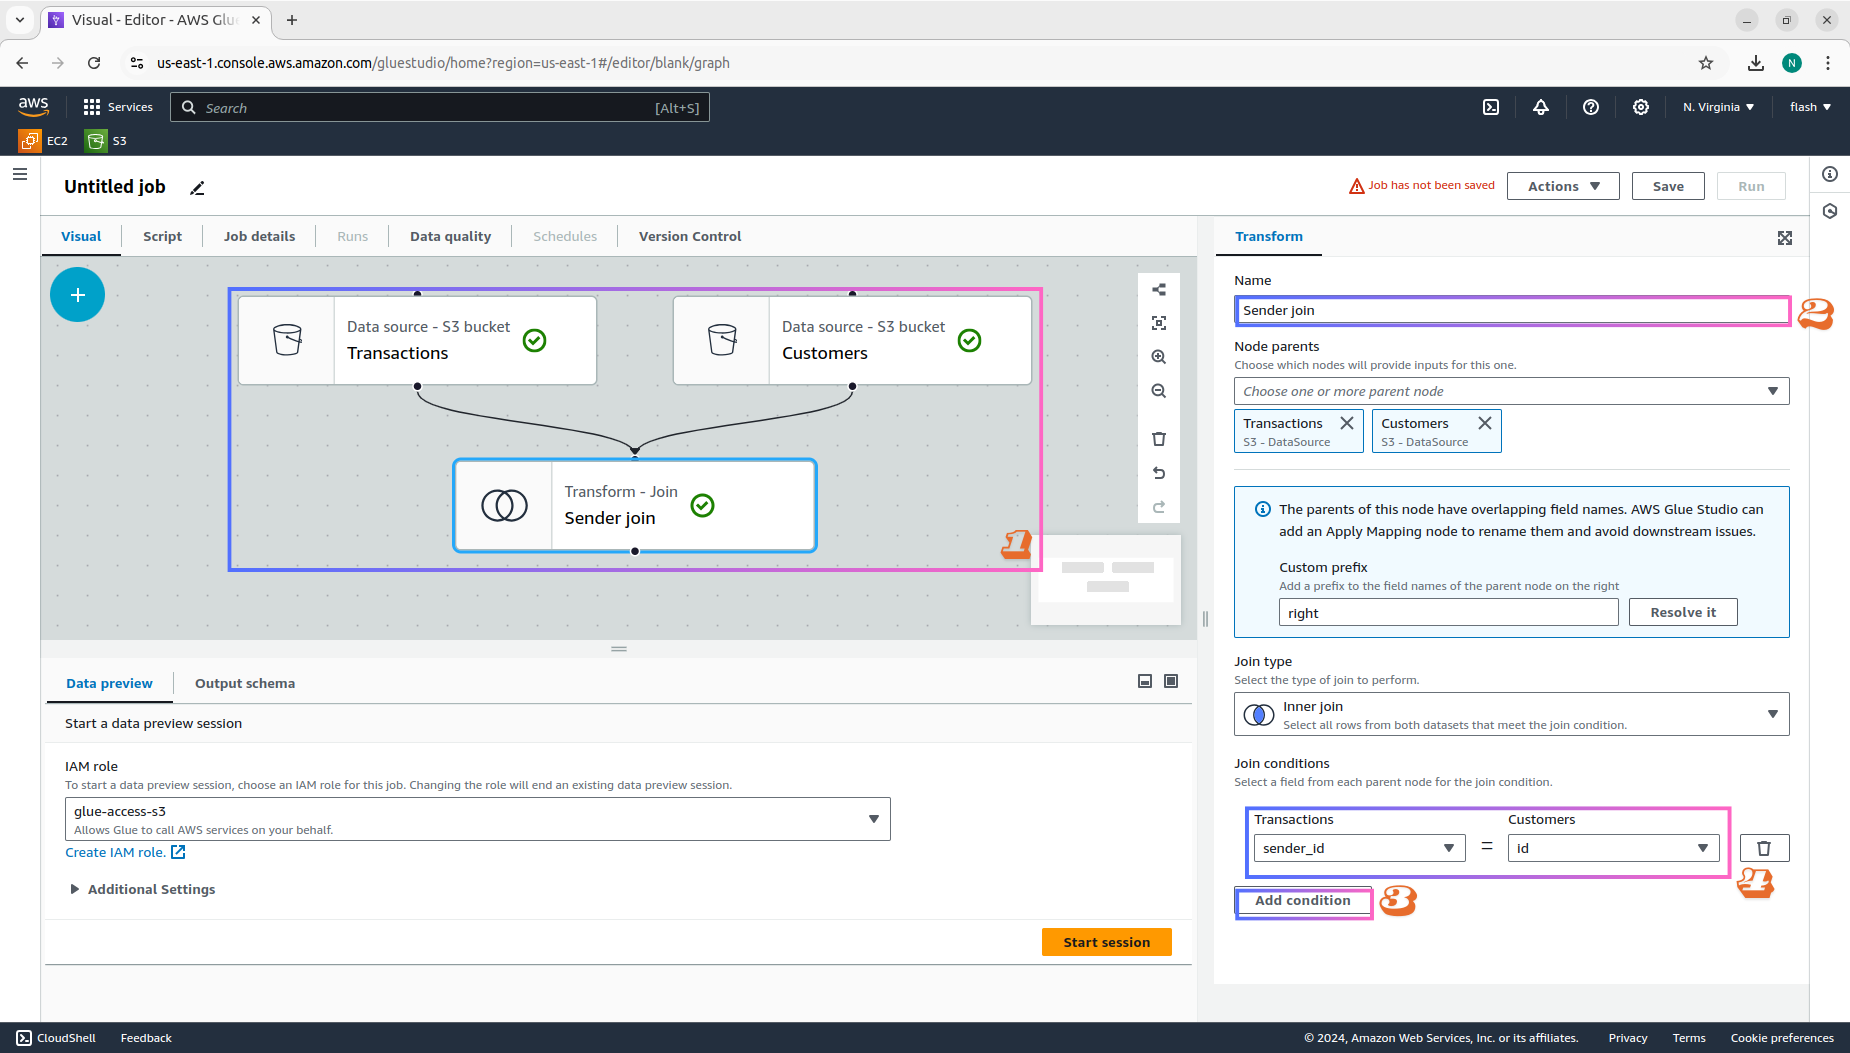 Visual - Editor - AWS Glue
us-east-1.console.aws.amazon.com/gluestudio/home?region=us-east-1#/editor/blank/graph
N
aws
Services
Search
[Alt+S]
N. Virginia
flash
EC2
S3
Untitled job
Job has not been saved
Actions
Save
Run
Visual
Script
Job details
Runs
Data quality
Schedules
Version Control
Data source - S3 bucket
Transactions
Data source - S3 bucket
Customers
Transform - Join
Sender join
1
Data preview
Output schema
Start a data preview session
IAM role
To start a data preview session, choose an IAM role for this job. Changing the role will end an existing data preview session.
glue-access-s3
Allows Glue to call AWS services on your behalf.
Create IAM role.
Additional Settings
Start session
Transform
Name
Sender join
2
Node parents
Choose which nodes will provide inputs for this one.
Choose one or more parent node
Transactions
S3 - DataSource
Customers
S3 - DataSource
The parents of this node have overlapping field names. AWS Glue Studio can
add an Apply Mapping node to rename them and avoid downstream issues.
Custom prefix
Add a prefix to the field names of the parent node on the right
right
Resolve it
Join type
Select the type of join to perform.
Inner join
Select all rows from both datasets that meet the join condition.
Join conditions
Select a field from each parent node for the join condition.
Transactions
Customers
sender_id
=
id
4
Add condition
3
CloudShell
Feedback
© 2024, Amazon Web Services, Inc. or its affiliates.
Privacy
Terms
Cookie preferences